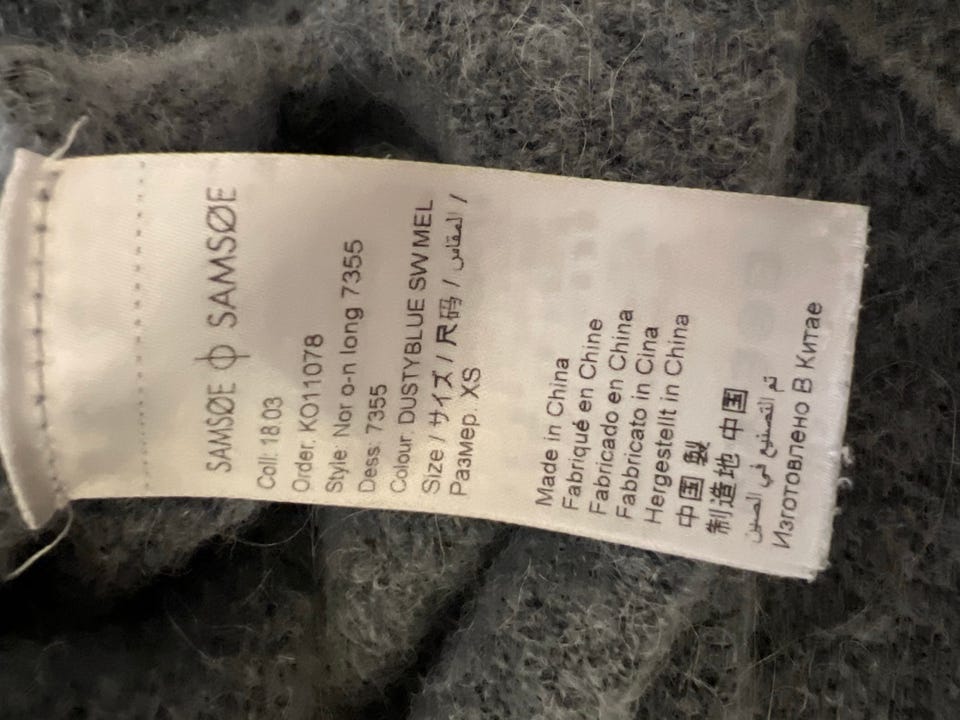 SAMSØE Φ SAMSØE
Coll: 18.03
Order: KO11078
Style: Nor o-n long 7355
Dess: 7355
Colour: DUSTYBLUE SW MEL
Size / サイズ / 尺码 / المقاس /
Размер. XS
Made in China
Fabriqué en Chine
Fabricado en China
Fabbricato in Cina
Hergestellt in China
中国 製
制造地 中国
تم التصنيع في الصين
Изготовлено В Китае